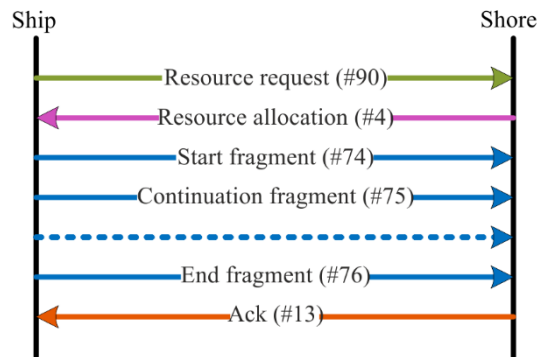 Ship
Shore
Resource request (#90)
Resource allocation (#4)
Start fragment (#74)
Continuation fragment (#75)
End fragment (#76)
Ack (#13)